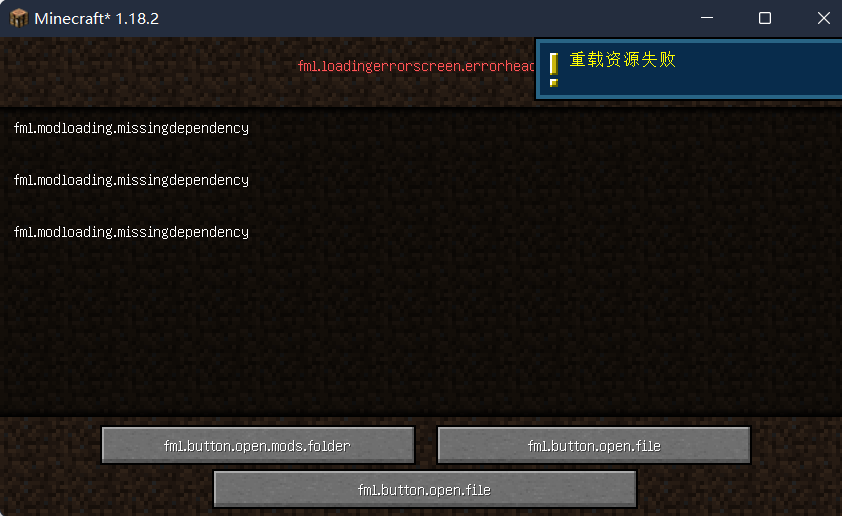 Minecraft* 1.18.2
fml.loadingerrorscreen.errorhead
重载资源失败
fml.modloading.missingdependency
fml.modloading.missingdependency
fml.modloading.missingdependency
fml.button.open.mods.folder
fml.button.open.file
fml.button.open.file